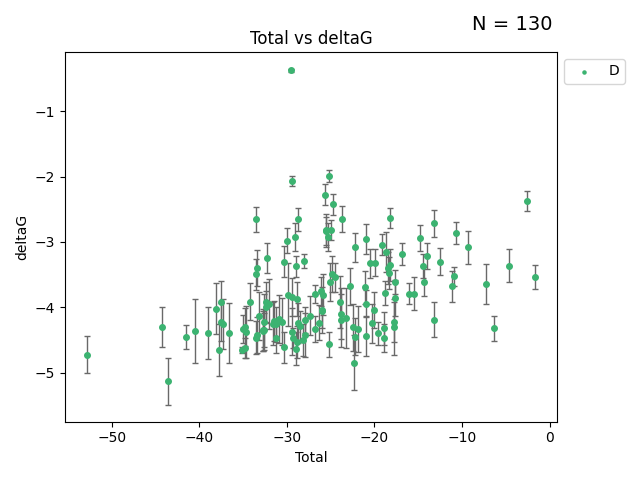 N = 130
Total vs deltaG
D
deltaG
−1
−2
−3
−4
−5
−50 −40 −30 −20 −10 0
Total